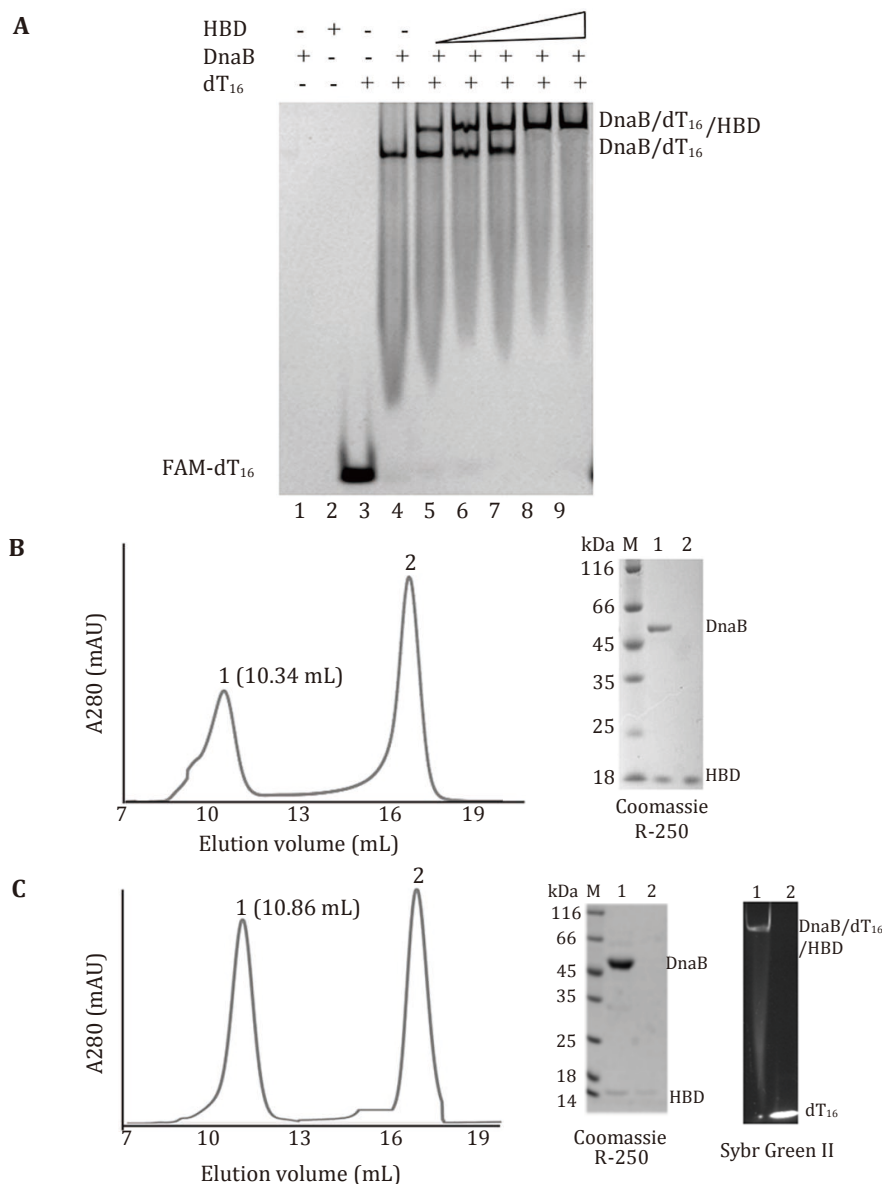 A
HBD - + - -
DnaB + - - + + + + + +
dT₁₆ - - + + + + + + +
DnaB/dT₁₆/HBD
DnaB/dT₁₆
FAM-dT₁₆
1 2 3 4 5 6 7 8 9
B
A280 (mAU)
1 (10.34 mL)
2
7 10 13 16 19
Elution volume (mL)
kDa M 1 2
116
66
DnaB
45
35
25
18 HBD
Coomassie
R-250
C
A280 (mAU)
1 (10.86 mL)
2
7 10 13 16 19
Elution volume (mL)
kDa M 1 2
116
66
DnaB
45
35
25
18
HBD
14
Coomassie
R-250
1 2
DnaB/dT₁₆
/HBD
dT₁₆
Sybr Green II